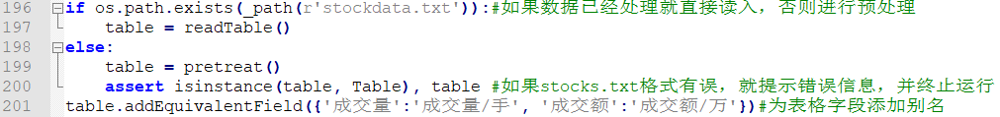 196 if os.path.exists(_path(r'stockdata.txt')):#如果数据已经处理就直接读入，否则进行预处理
197     table = readTable()
198 else:
199     table = pretreat()
200     assert isinstance(table, Table), table #如果stocks.txt格式有误，就提示错误信息，并终止运行
201 table.addEquivalentField({'成交量':'成交量/手', '成交额':'成交额/万'})#为表格字段添加别名